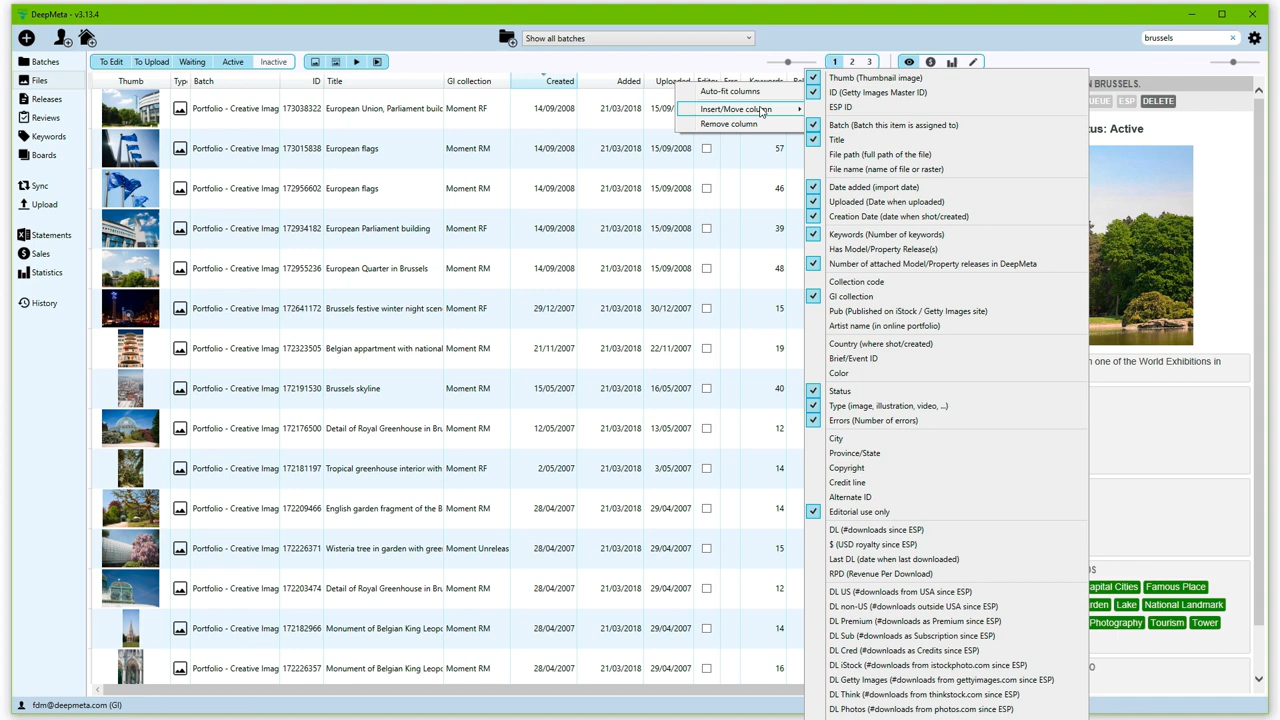 DeepMeta - v3.13.4
Show all batches
brussels
Batches
Files
Releases
Reviews
Keywords
Boards
Sync
Upload
Statements
Sales
Statistics
History
To Edit To Upload Waiting Active Inactive
1 2 3
Thumb Type Batch ID Title GI collection Created Added Uploaded
Portfolio - Creative Imag 173038322 European Union, Parliament builc Moment RF 14/09/2008 21/03/2018 15/09/
Portfolio - Creative Imag 173015838 European flags Moment RM 14/09/2008 21/03/2018 15/09/2008 57
Portfolio - Creative Imag 172956602 European flags Moment RM 14/09/2008 21/03/2018 15/09/2008 46
Portfolio - Creative Imag 172934182 European Parliament building Moment RF 14/09/2008 21/03/2018 15/09/2008 39
Portfolio - Creative Imag 172955236 European Quarter in Brussels Moment RF 14/09/2008 21/03/2018 15/09/2008 48
Portfolio - Creative Imag 172641172 Brussels festive winter night scen Moment RF 29/12/2007 21/03/2018 30/12/2007 15
Portfolio - Creative Imag 172323505 Belgian appartment with national Moment RM 21/11/2007 21/03/2018 22/11/2007 19
Portfolio - Creative Imag 172191530 Brussels skyline Moment RM 15/05/2007 21/03/2018 16/05/2007 40
Portfolio - Creative Imag 172176500 Detail of Royal Greenhouse in Bru Moment RM 12/05/2007 21/03/2018 13/05/2007 12
Portfolio - Creative Imag 172181197 Tropical greenhouse interior with Moment RF 2/05/2007 21/03/2018 3/05/2007 14
Portfolio - Creative Imag 172209466 English garden fragment of the B Moment RM 28/04/2007 21/03/2018 29/04/2007 14
Portfolio - Creative Imag 172226371 Wisteria tree in garden with gree Moment Unreleas 28/04/2007 21/03/2018 29/04/2007 15
Portfolio - Creative Imag 172203474 Detail of Royal Greenhouse in Bru Moment RM 28/04/2007 21/03/2018 29/04/2007 12
Portfolio - Creative Imag 172182966 Monument of Belgian King Leopo Moment RM 28/04/2007 21/03/2018 29/04/2007 14
Portfolio - Creative Imag 172226357 Monument of Belgian King Leopo Moment RM 28/04/2007 21/03/2018 29/04/2007 16
Auto-fit columns
Insert/Move column
Remove column
Thumb (Thumbnail image)
ID (Getty Images Master ID)
ESP ID
Batch (Batch this item is assigned to)
Title
File path (full path of the file)
File name (name of file or raster)
Date added (import date)
Uploaded (Date when uploaded)
Creation Date (date when shot/created)
Keywords (Number of keywords)
Has Model/Property Release(s)
Number of attached Model/Property releases in DeepMeta
Collection code
GI collection
Pub (Published on iStock / Getty Images site)
Artist name (in online portfolio)
Country (where shot/created)
Brief/Event ID
Color
Status
Type (image, illustration, video, ...)
Errors (Number of errors)
City
Province/State
Copyright
Credit line
Alternate ID
Editorial use only
DL (#downloads since ESP)
$ (USD royalty since ESP)
Last DL (date when last downloaded)
RPD (Revenue Per Download)
DL US (#downloads from USA since ESP)
DL non-US (#downloads outside USA since ESP)
DL Premium (#downloads as Premium since ESP)
DL Sub (#downloads as Subscription since ESP)
DL Cred (#downloads as Credits since ESP)
DL iStock (#downloads from istockphoto.com since ESP)
DL Getty Images (#downloads from gettyimages.com since ESP)
DL Think (#downloads from thinkstock.com since ESP)
DL Photos (#downloads from photos.com since ESP)
N BRUSSELS.
EUE ESP DELETE
tus: Active
n one of the World Exhibitions in
DS
apital Cities Famous Place
rden Lake National Landmark
Photography Tourism Tower
O
fdm@deepmeta.com (GI)